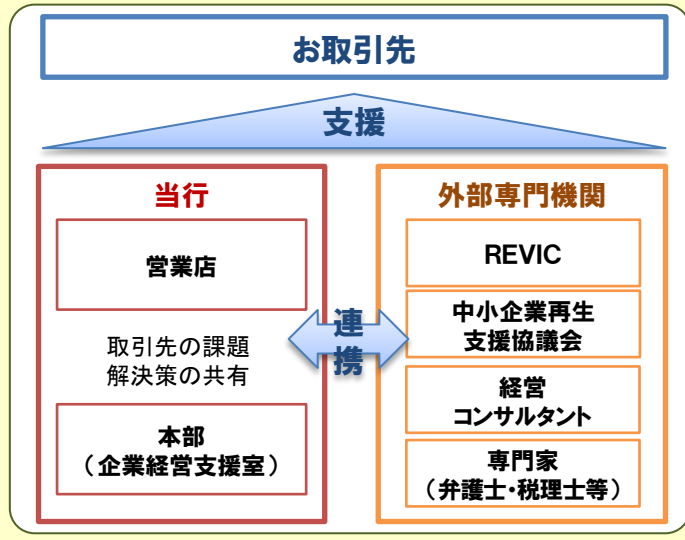 お取引先
支援
当行
営業店
取引先の課題
解決策の共有
本部
（企業経営支援室）
連
携
外部専門機関
REVIC
中小企業再生
支援協議会
経営
コンサルタント
専門家
（弁護士・税理士等）